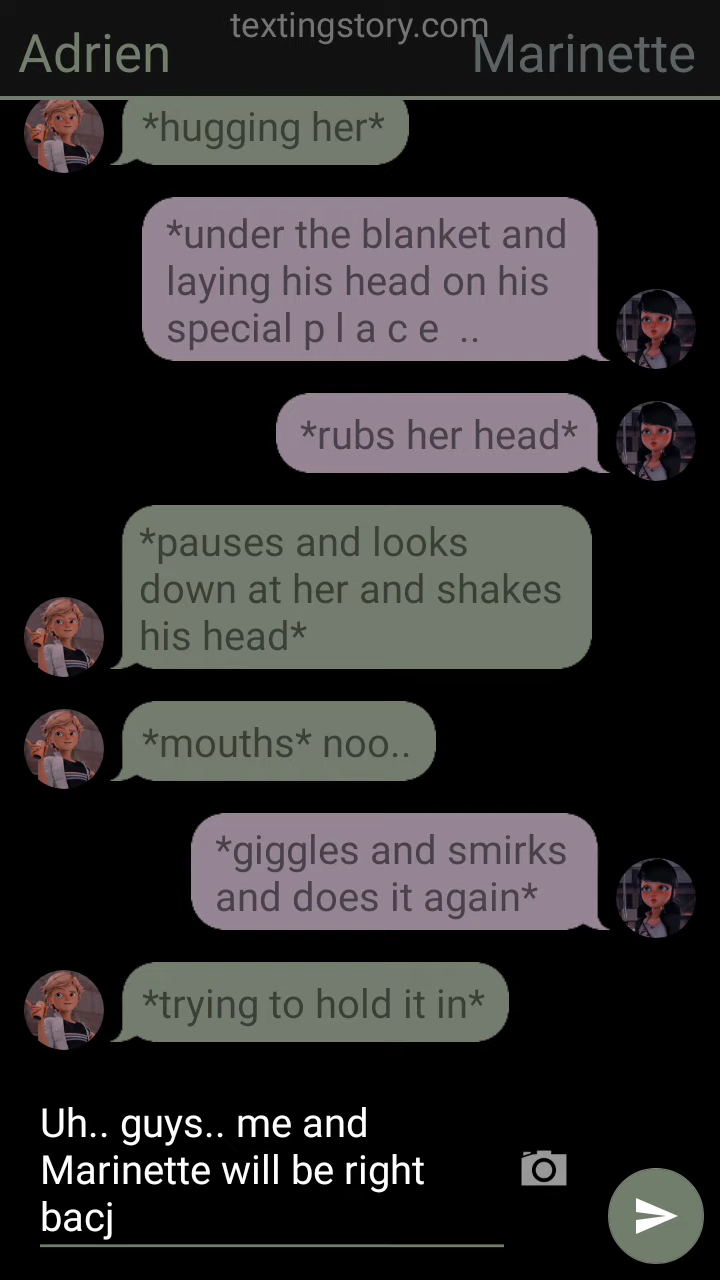 textingstory.com
Adrien
Marinette
*hugging her*
*under the blanket and
laying his head on his
special p l a c e ..
*rubs her head*
*pauses and looks
down at her and shakes
his head*
*mouths* noo..
*giggles and smirks
and does it again*
*trying to hold it in*
Uh.. guys.. me and
Marinette will be right
bacj